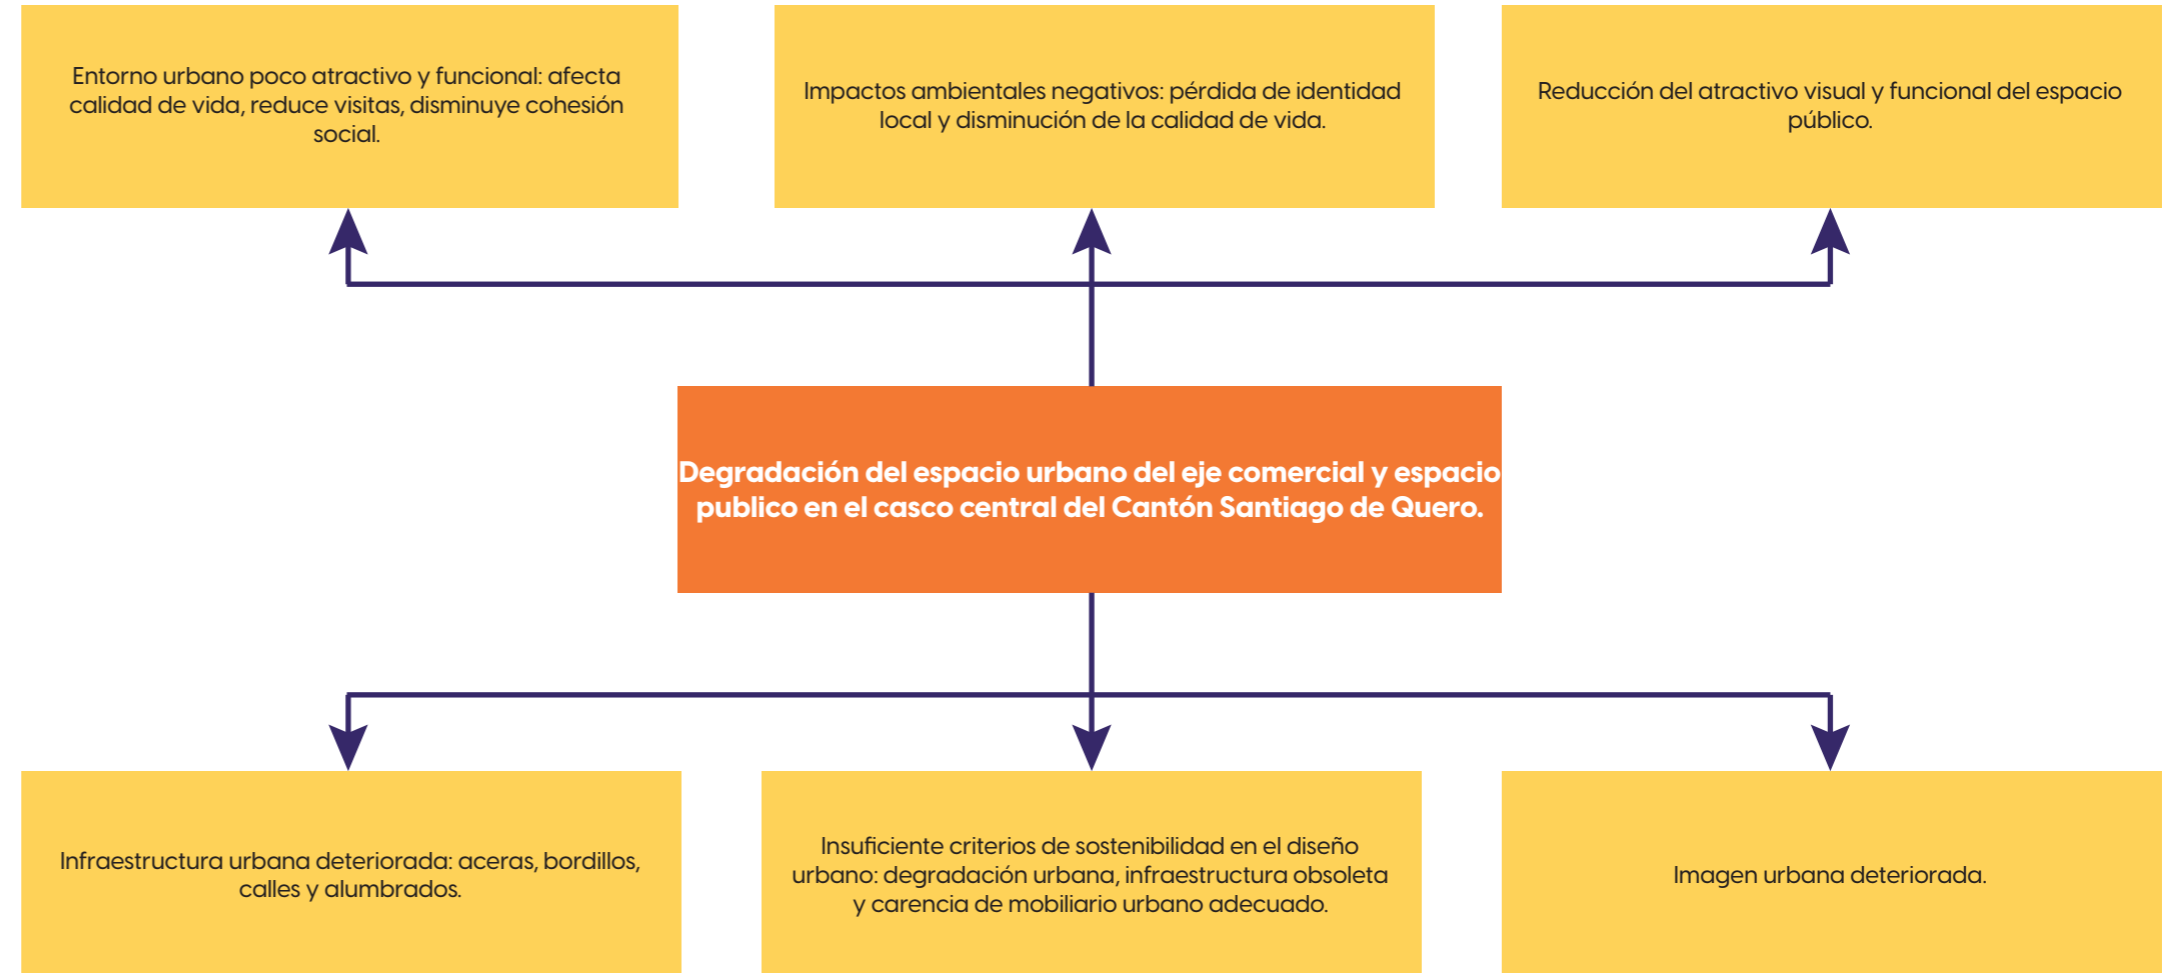 Entorno urbano poco atractivo y funcional: afecta
calidad de vida, reduce visitas, disminuye cohesión
social.
Impactos ambientales negativos: pérdida de identidad
local y disminución de la calidad de vida.
Reducción del atractivo visual y funcional del espacio
público.
Degradación del espacio urbano del eje comercial y espacio
publico en el casco central del Cantón Santiago de Quero.
Infraestructura urbana deteriorada: aceras, bordillos,
calles y alumbrados.
Insuficiente criterios de sostenibilidad en el diseño
urbano: degradación urbana, infraestructura obsoleta
y carencia de mobiliario urbano adecuado.
Imagen urbana deteriorada.